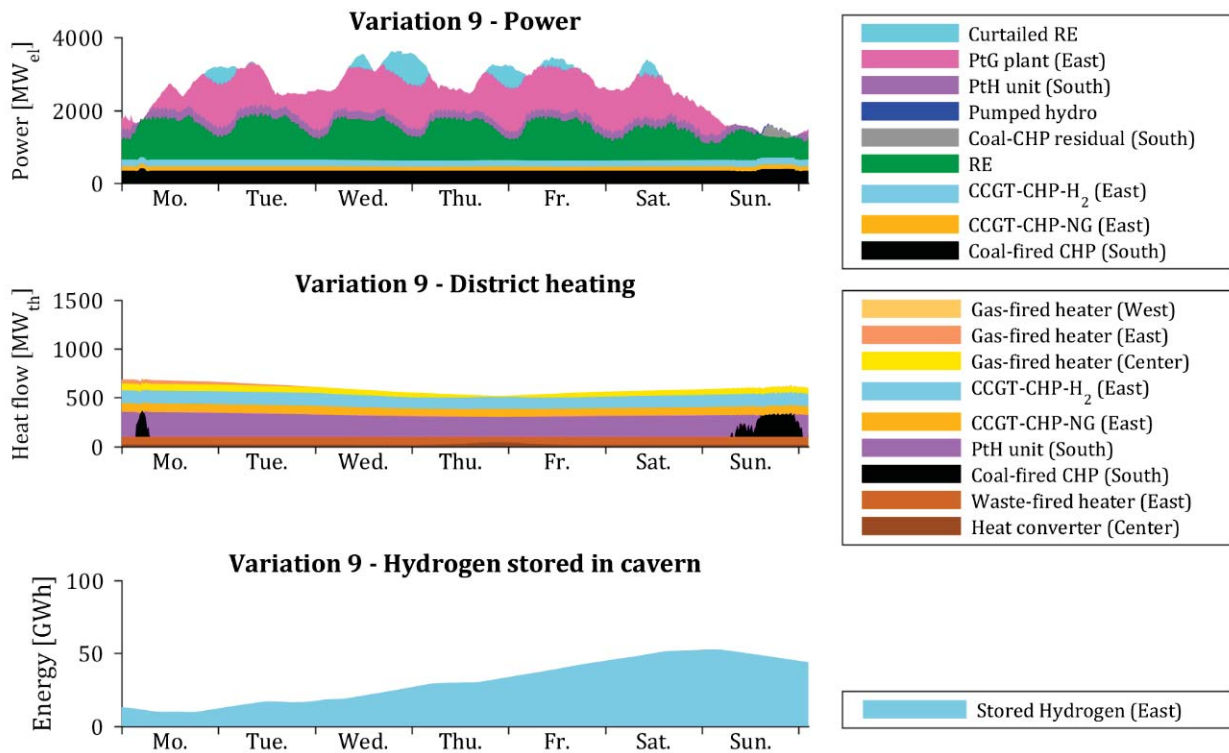 Variation 9 - Power
Power [MW_el]
4000
2000
0
Mo. Tue. Wed. Thu. Fr. Sat. Sun.
Curtailed RE
PtG plant (East)
PtH unit (South)
Pumped hydro
Coal-CHP residual (South)
RE
CCGT-CHP-H₂ (East)
CCGT-CHP-NG (East)
Coal-fired CHP (South)
Variation 9 - District heating
Heat flow [MW_th]
1500
1000
500
0
Mo. Tue. Wed. Thu. Fr. Sat. Sun.
Gas-fired heater (West)
Gas-fired heater (East)
Gas-fired heater (Center)
CCGT-CHP-H₂ (East)
CCGT-CHP-NG (East)
PtH unit (South)
Coal-fired CHP (South)
Waste-fired heater (East)
Heat converter (Center)
Variation 9 - Hydrogen stored in cavern
Energy [GWh]
100
50
0
Mo. Tue. Wed. Thu. Fr. Sat. Sun.
Stored Hydrogen (East)